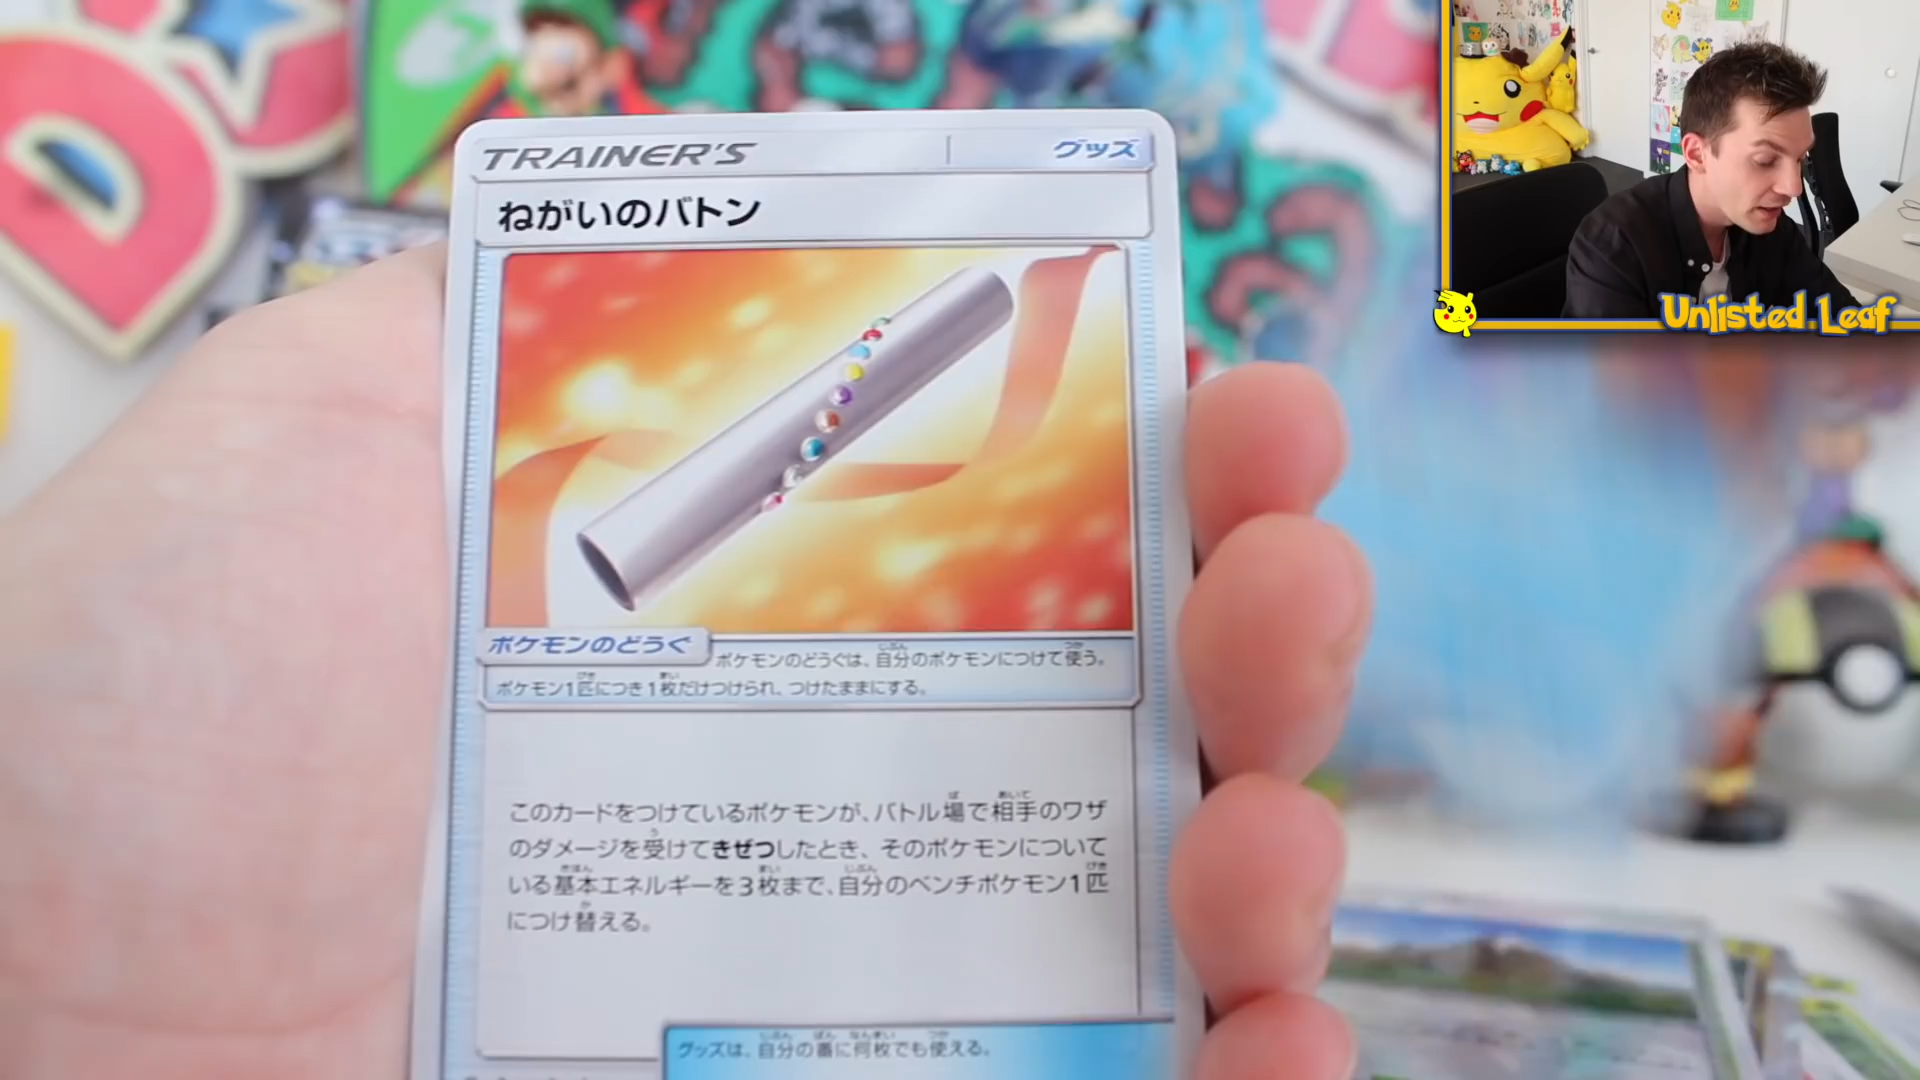 TRAINER'S
グッズ
ねがいのバトン
ポケモンのどうぐ
ポケモンのどうぐは、自分のポケモンにつけて使う。
ポケモン1匹につき1枚だけつけられ、つけたままにする。
このカードをつけているポケモンが、バトル場で相手のワザ
のダメージを受けてきぜつしたとき、そのポケモンについて
いる基本エネルギーを3枚まで、自分のベンチポケモン1匹
につけ替える。
グッズは、自分の番に何枚でも使える。
Unlisted Leaf